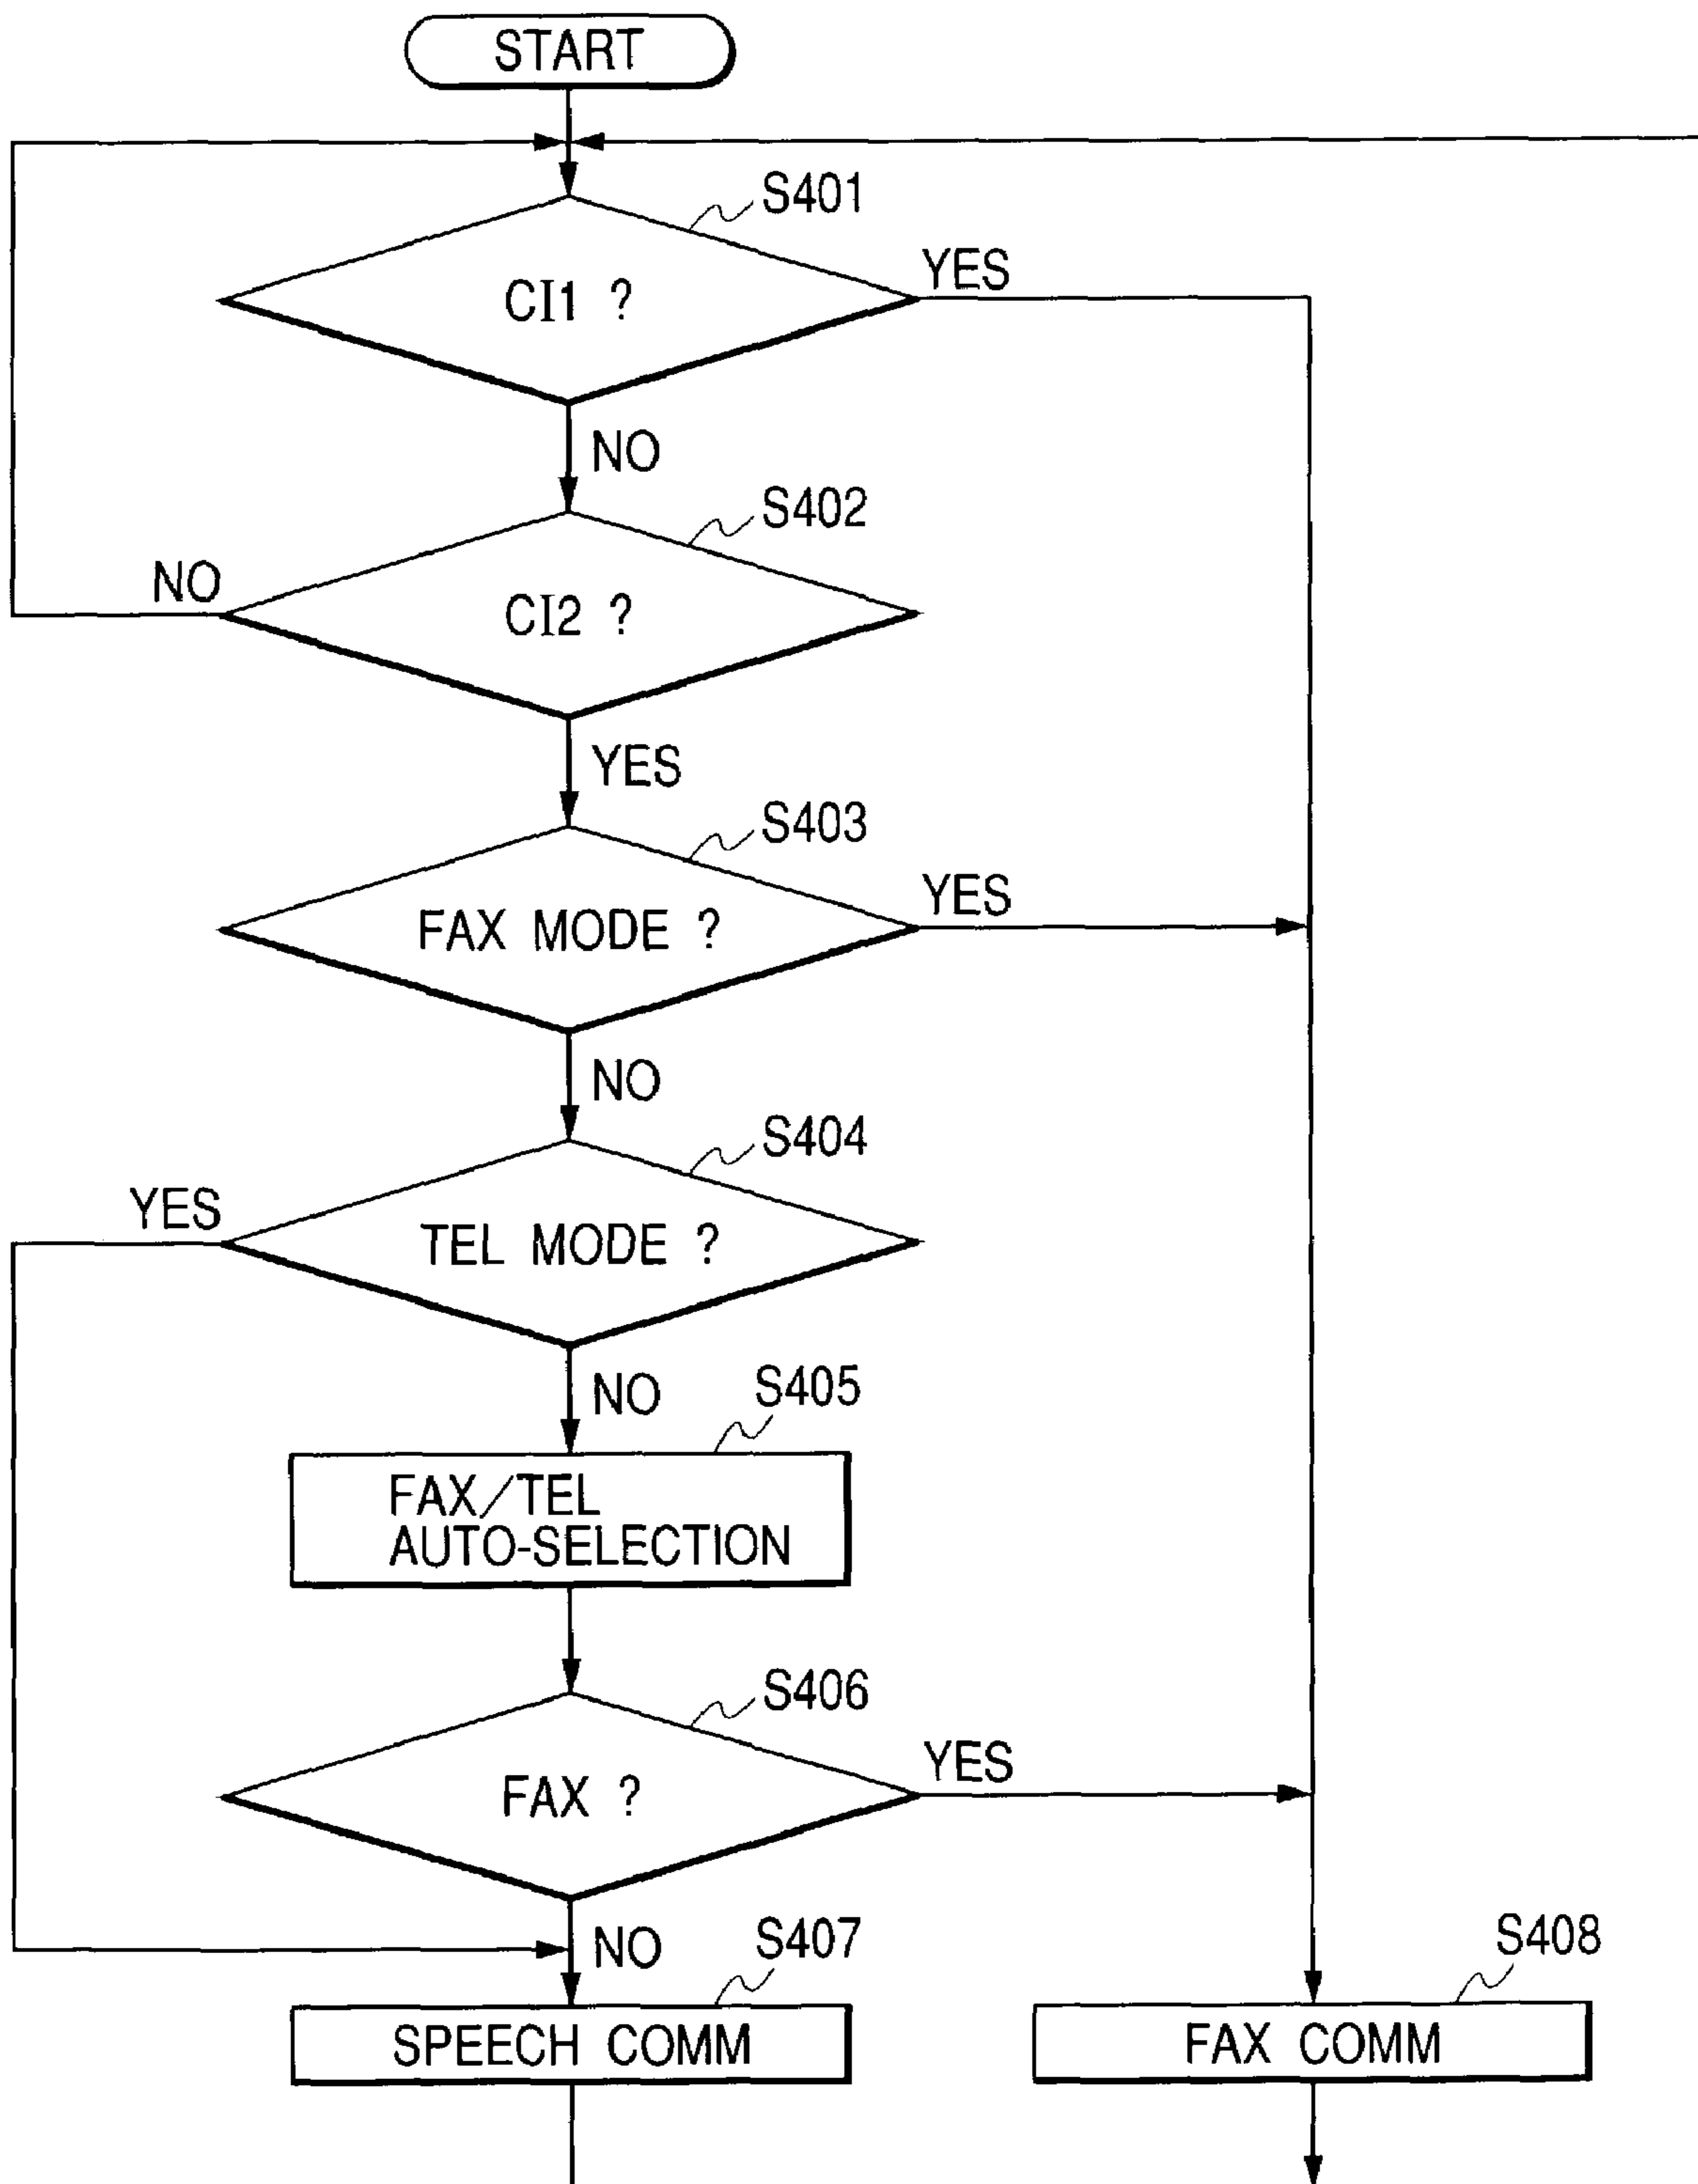 START
S401
CI1 ?
YES
NO
S402
NO
CI2 ?
YES
S403
FAX MODE ?
YES
NO
S404
YES
TEL MODE ?
NO
S405
FAX/TEL
AUTO-SELECTION
S406
FAX ?
YES
NO
S407
S408
SPEECH COMM
FAX COMM